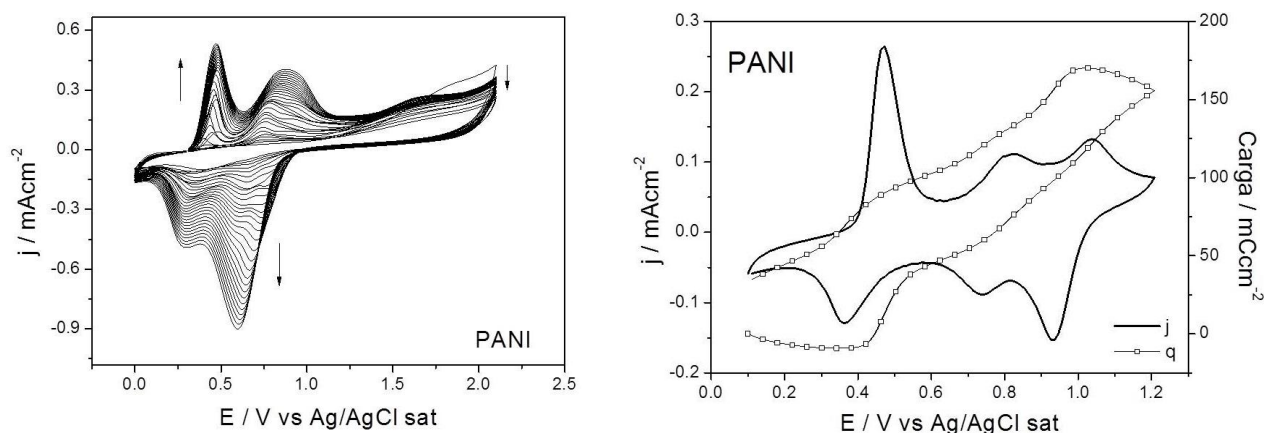 0.6
0.3
0.0
-0.3
-0.6
-0.9
j / mAcm-2
PANI
0.0 0.5 1.0 1.5 2.0 2.5
E / V vs Ag/AgCl sat
0.3
0.2
0.1
0.0
-0.1
-0.2
j / mAcm-2
PANI
j
q
200
150
100
50
0
Carga / mCcm-2
0.0 0.2 0.4 0.6 0.8 1.0 1.2
E / V vs Ag/AgCl sat